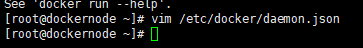 See 'docker run --help'.
[root@dockernode ~]# vim /etc/docker/daemon.json
[root@dockernode ~]#